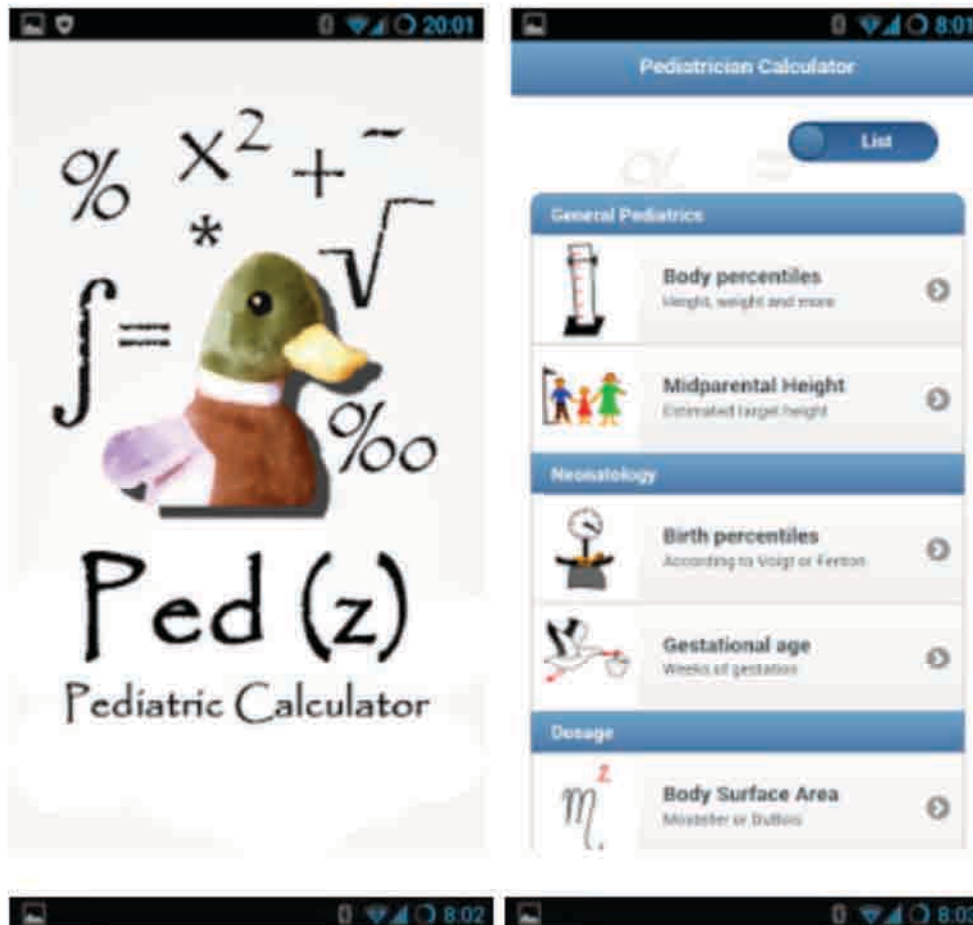 20:01
% x² + -
*
√
∫ =
‰
Ped (z)
Pediatric Calculator
8:01
Pediatrician Calculator
List
% =
General Pediatrics
Body percentiles
Height, weight and more
Midparental Height
Estimated target height
Neonatology
Birth percentiles
According to Voigt or Fenton
Gestational age
Weeks of gestation
Dosage
m²
Body Surface Area
Mosteller or DuBois
8:02